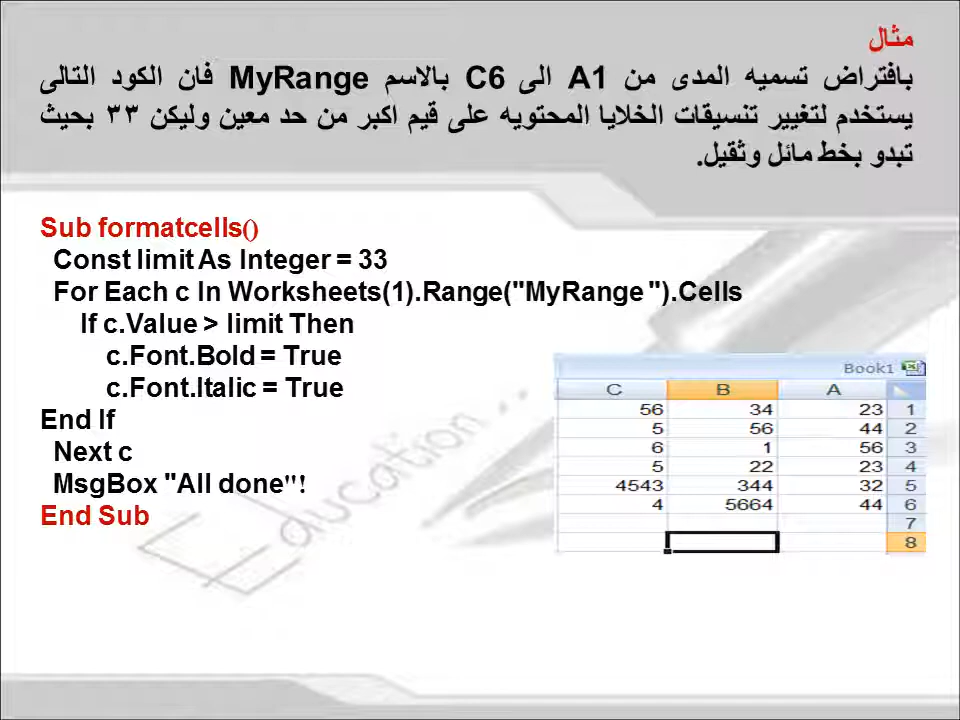 مثال
بافتراض تسميه المدى من A1 الى C6 بالاسم MyRange فان الكود التالى
يستخدم لتغيير تنسيقات الخلايا المحتويه على قيم اكبر من حد معين وليكن ٣٣ بحيث
تبدو بخط مائل وثقيل.
Sub formatcells()
Const limit As Integer = 33
For Each c In Worksheets(1).Range("MyRange ").Cells
If c.Value > limit Then
c.Font.Bold = True
c.Font.Italic = True
End If
Next c
MsgBox "All done"!
End Sub
Book1
C B A
56 34 23 1
5 56 44 2
6 1 56 3
5 22 23 4
4543 344 32 5
4 5664 44 6
7
8
Education ..